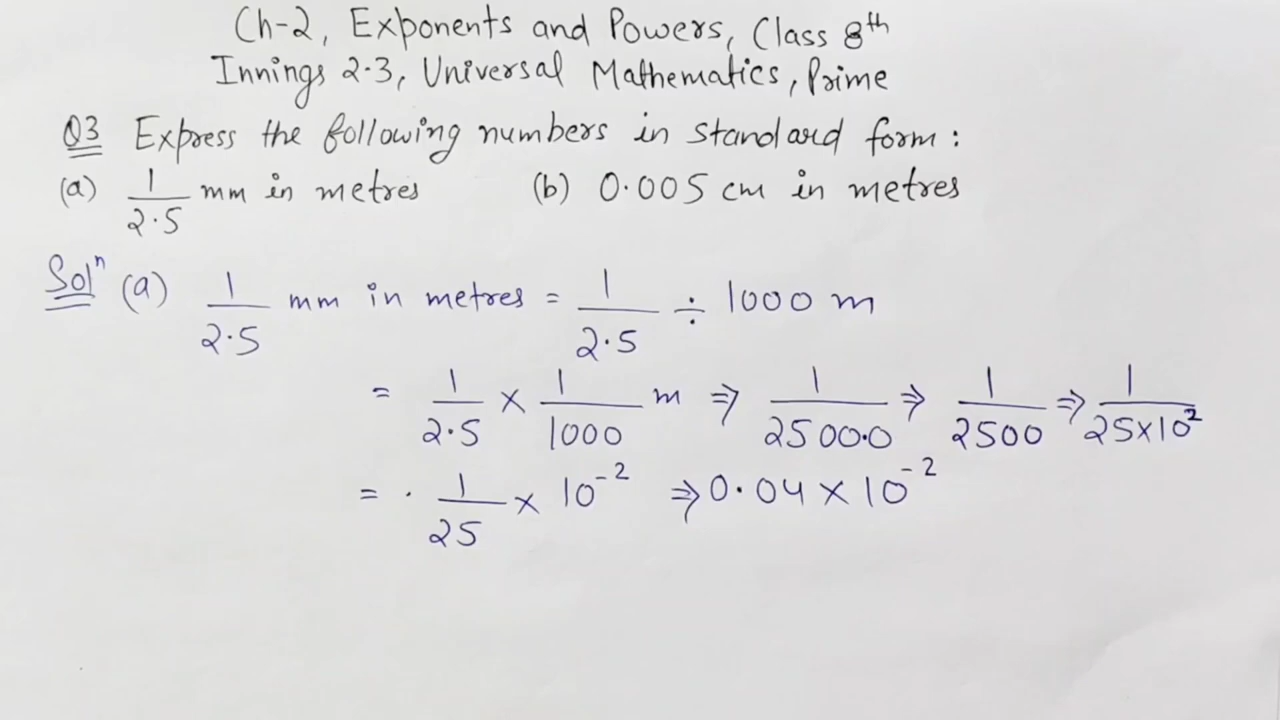 Ch-2, Exponents and Powers, Class 8th
Innings 2.3, Universal Mathematics, Prime
Q3 Express the following numbers in standard form :
(a) 1/2.5 mm in metres (b) 0.005 cm in metres
Soln (a) 1/2.5 mm in metres = 1/2.5 ÷ 1000 m
= 1/2.5 × 1/1000 m ⇒ 1/2500.0 ⇒ 1/2500 ⇒ 1/25×10²
= . 1/25 × 10⁻² ⇒ 0.04 × 10⁻²